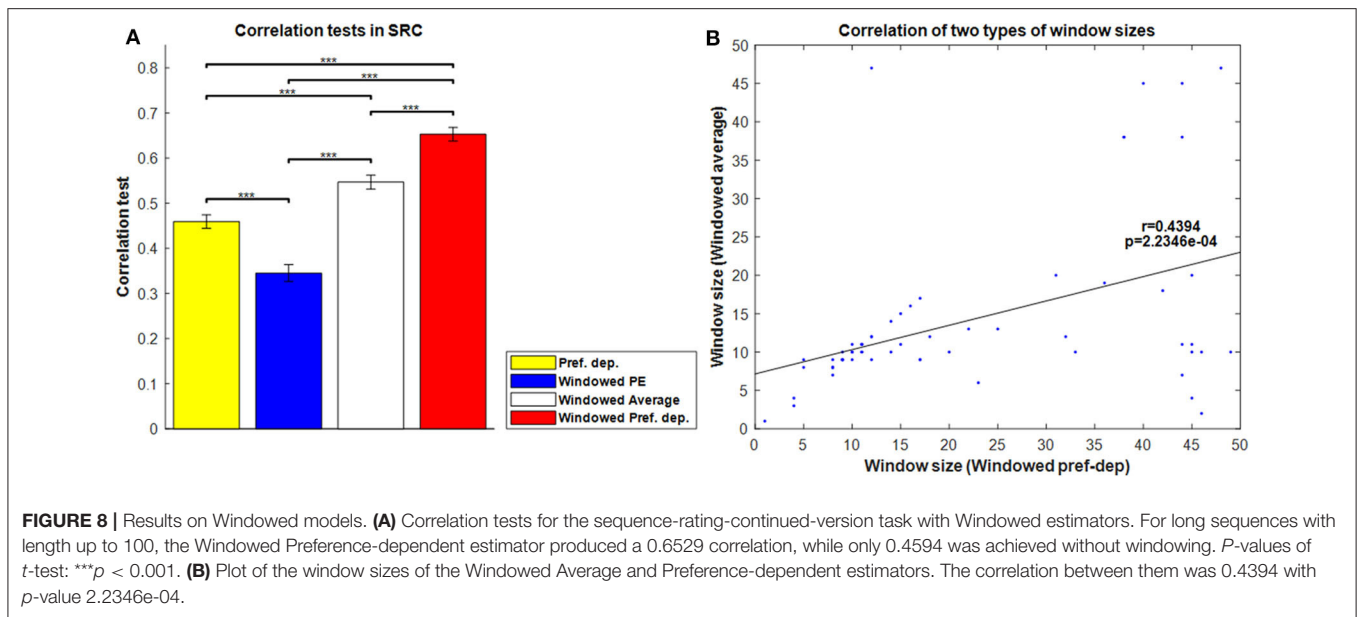 A
Correlation tests in SRC
0.8
0.7
0.6
0.5
0.4
0.3
0.2
0.1
0
Correlation test
***
***
***
***
***
***
Pref. dep.
Windowed PE
Windowed Average
Windowed Pref. dep.
B
Correlation of two types of window sizes
50
45
40
35
30
25
20
15
10
5
0
Window size (Windowed average)
r=0.4394
p=2.2346e-04
0 5 10 15 20 25 30 35 40 45 50
Window size (Windowed pref-dep)
FIGURE 8 | Results on Windowed models. (A) Correlation tests for the sequence-rating-continued-version task with Windowed estimators. For long sequences with
length up to 100, the Windowed Preference-dependent estimator produced a 0.6529 correlation, while only 0.4594 was achieved without windowing. P-values of
t-test: ***p < 0.001. (B) Plot of the window sizes of the Windowed Average and Preference-dependent estimators. The correlation between them was 0.4394 with
p-value 2.2346e-04.